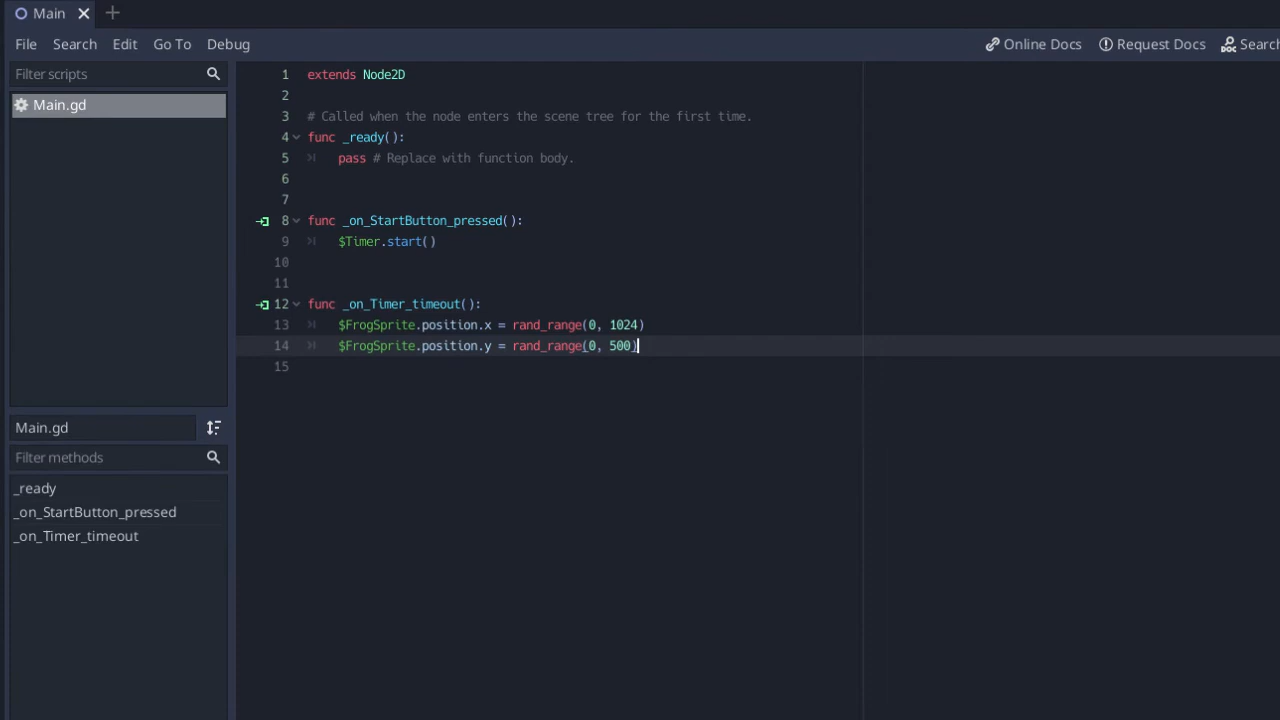 Main
File Search Edit Go To Debug Online Docs Request Docs Search
Filter scripts
Main.gd
Main.gd
Filter methods
_ready
_on_StartButton_pressed
_on_Timer_timeout
1 extends Node2D
2
3 # Called when the node enters the scene tree for the first time.
4 func _ready():
5 pass # Replace with function body.
6
7
8 func _on_StartButton_pressed():
9 $Timer.start()
10
11
12 func _on_Timer_timeout():
13 $FrogSprite.position.x = rand_range(0, 1024)
14 $FrogSprite.position.y = rand_range(0, 500)
15